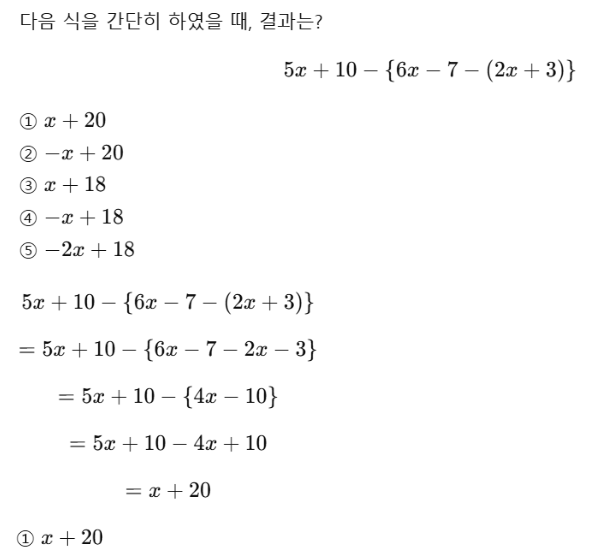 다음 식을 간단히 하였을 때, 결과는?
5x + 10 − {6x − 7 − (2x + 3)}
① x + 20
② −x + 20
③ x + 18
④ −x + 18
⑤ −2x + 18
5x + 10 − {6x − 7 − (2x + 3)}
= 5x + 10 − {6x − 7 − 2x − 3}
= 5x + 10 − {4x − 10}
= 5x + 10 − 4x + 10
= x + 20
① x + 20